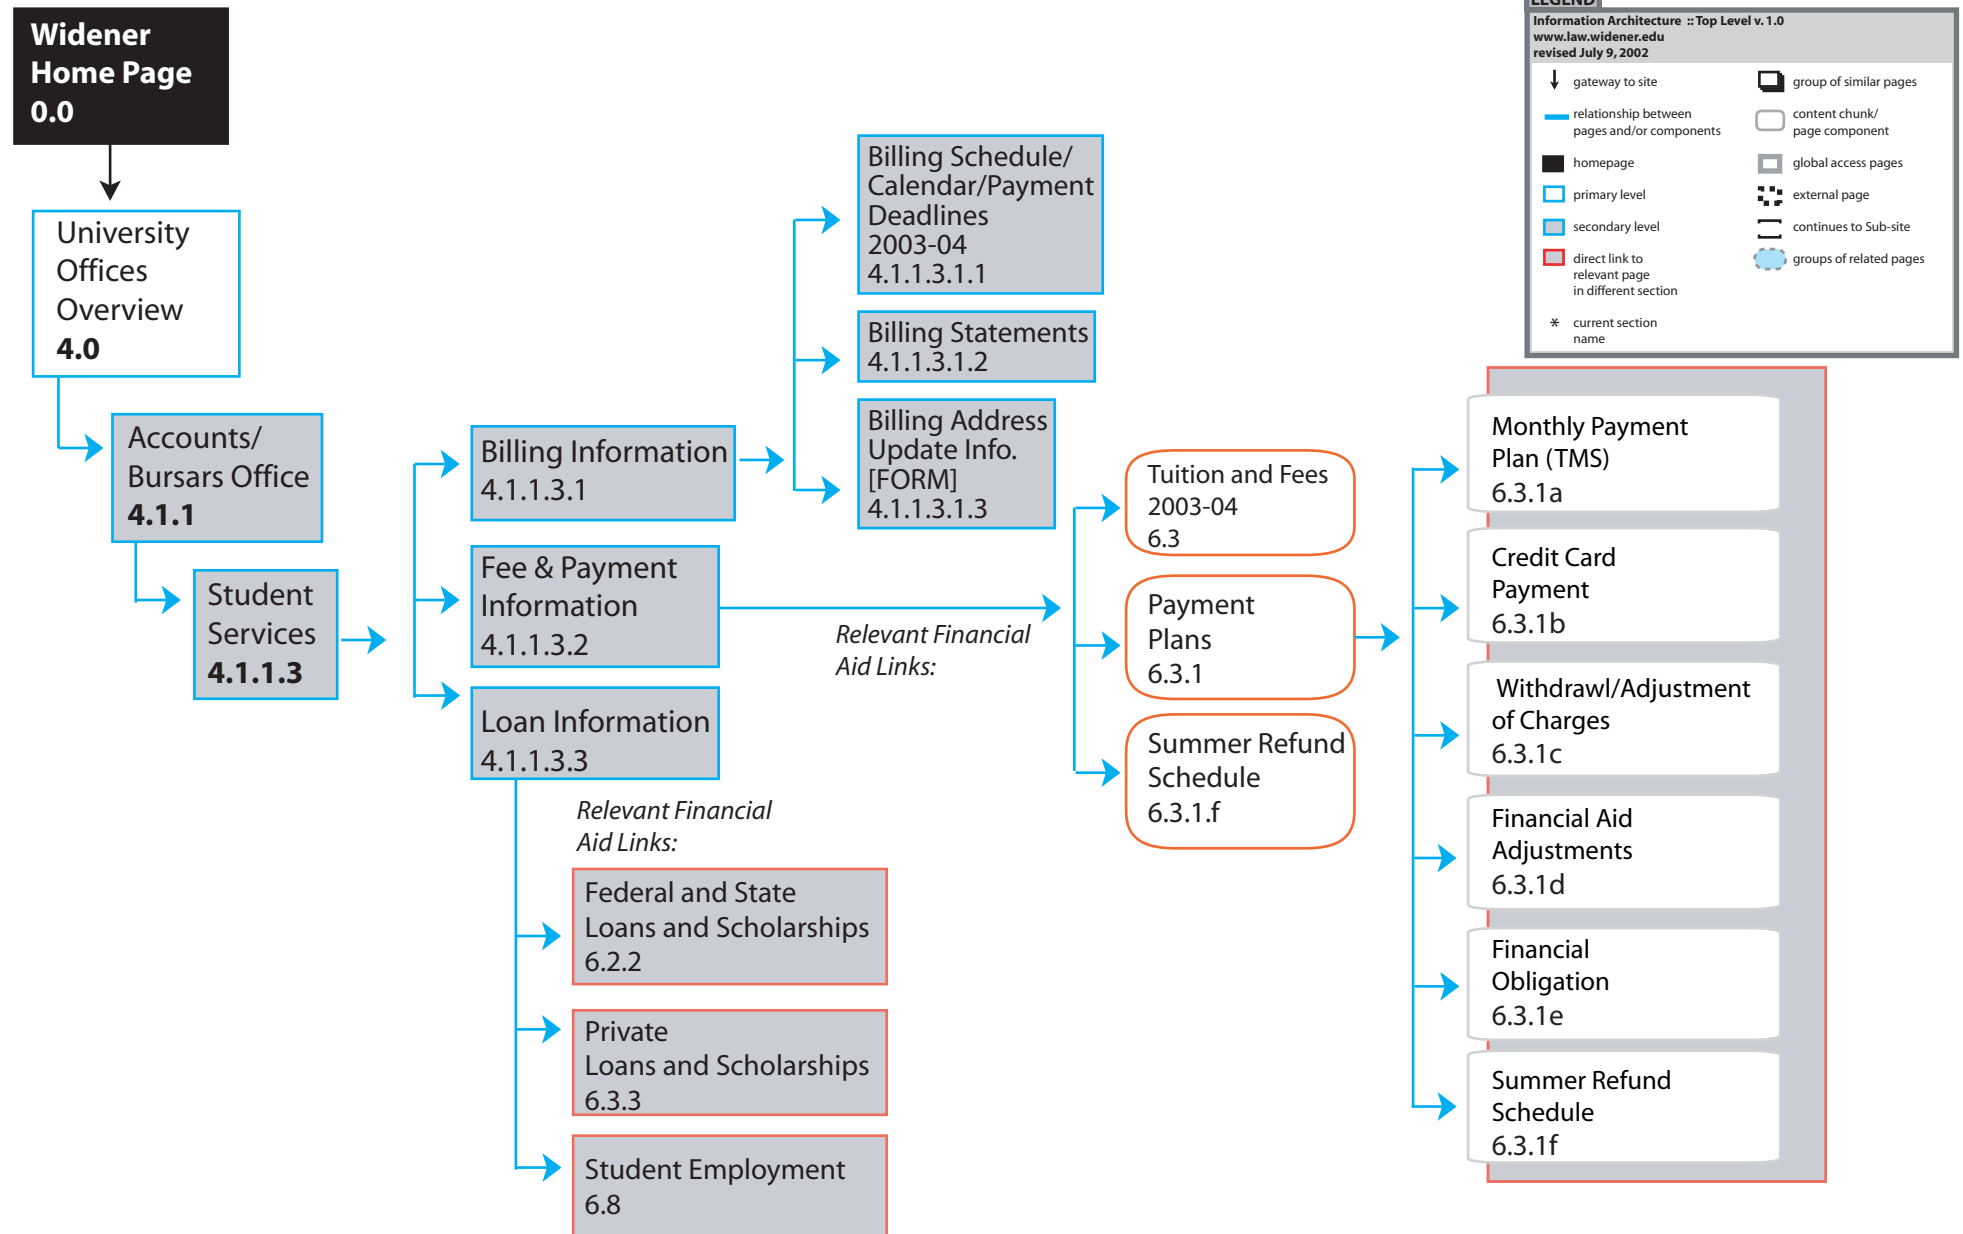 Widener
Home Page
0.0
University
Offices
Overview
4.0
Accounts/
Bursars Office
4.1.1
Student
Services
4.1.1.3
Billing Information
4.1.1.3.1
Fee & Payment
Information
4.1.1.3.2
Loan Information
4.1.1.3.3
Relevant Financial
Aid Links:
Federal and State
Loans and Scholarships
6.2.2
Private
Loans and Scholarships
6.3.3
Student Employment
6.8
Billing Schedule/
Calendar/Payment
Deadlines
2003-04
4.1.1.3.1.1
Billing Statements
4.1.1.3.1.2
Billing Address
Update Info.
[FORM]
4.1.1.3.1.3
Relevant Financial
Aid Links:
Tuition and Fees
2003-04
6.3
Payment
Plans
6.3.1
Summer Refund
Schedule
6.3.1.f
Monthly Payment
Plan (TMS)
6.3.1a
Credit Card
Payment
6.3.1b
Withdrawl/Adjustment
of Charges
6.3.1c
Financial Aid
Adjustments
6.3.1d
Financial
Obligation
6.3.1e
Summer Refund
Schedule
6.3.1f
LEGEND
Information Architecture :: Top Level v. 1.0
www.law.widener.edu
revised July 9, 2002
gateway to site
relationship between
pages and/or components
homepage
primary level
secondary level
direct link to
relevant page
in different section
* current section
name
group of similar pages
content chunk/
page component
global access pages
external page
continues to Sub-site
groups of related pages